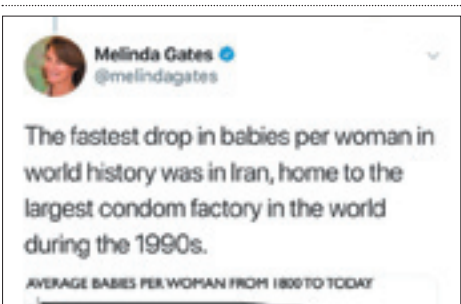 Melinda Gates
@melindagates
The fastest drop in babies per woman in
world history was in Iran, home to the
largest condom factory in the world
during the 1990s.
AVERAGE BABIES PER WOMAN FROM 1800 TO TODAY